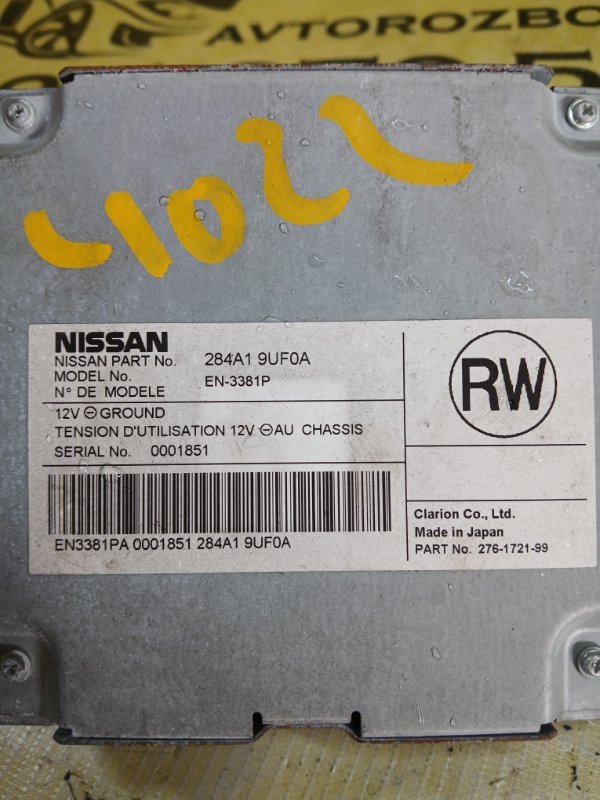 AVTOROZBO
-1022
NISSAN
NISSAN PART No. 284A1 9UF0A
MODEL No. EN-3381P
N° DE MODELE
12V ⊖ GROUND
TENSION D'UTILISATION 12V ⊖ AU CHASSIS
SERIAL No. 0001851
EN3381PA 0001851 284A1 9UF0A
RW
Clarion Co., Ltd.
Made in Japan
PART No. 276-1721-99